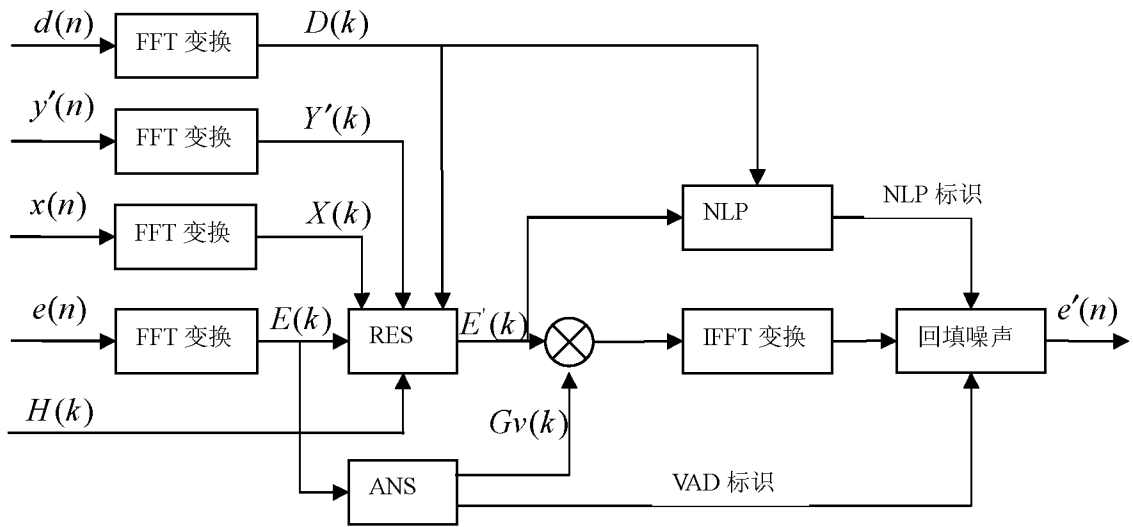 d(n) FFT 变换 D(k)
y′(n) FFT 变换 Y′(k)
x(n) FFT 变换 X(k)
NLP NLP 标识
e(n) FFT 变换 E(k) RES E'(k) IFFT 变换 回填噪声 e′(n)
H(k) Gv(k)
ANS VAD 标识